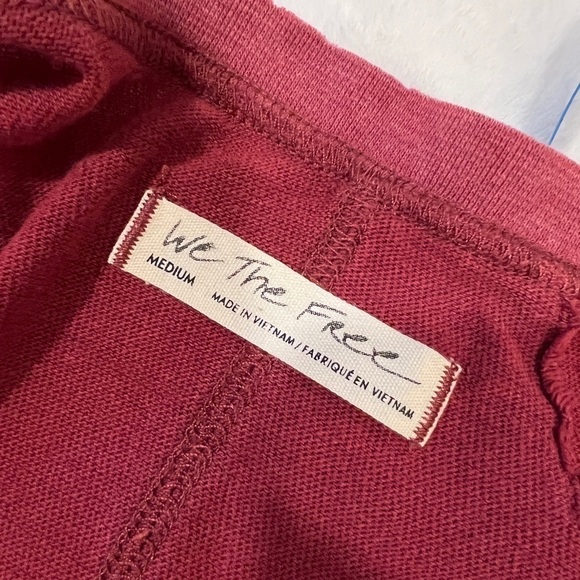 We The Free
MEDIUM
MADE IN VIETNAM / FABRIQUÉ EN VIETNAM